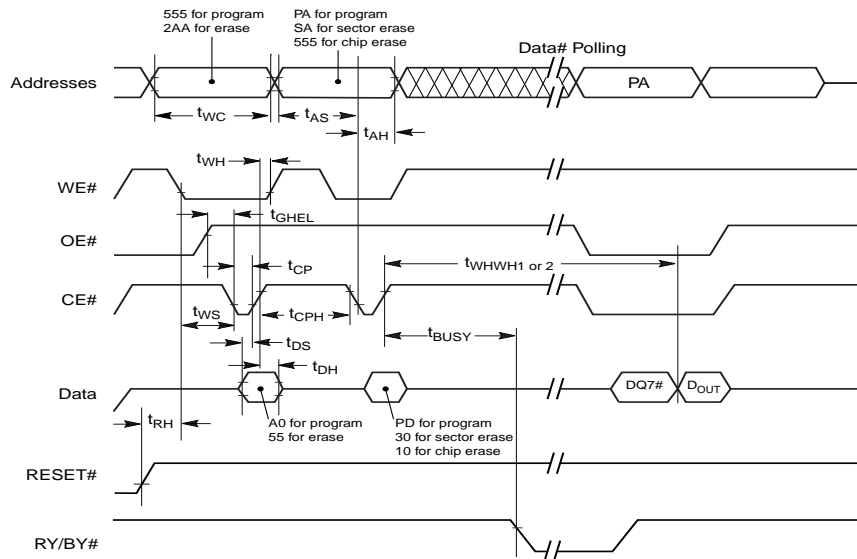 555 for program
2AA for erase
PA for program
SA for sector erase
555 for chip erase
Data# Polling
Addresses
PA
tWC
tAS
tAH
tWH
WE#
tGHEL
OE#
tWHWH1 or 2
tCP
CE#
tWS
tCPH
tBUSY
tDS
tDH
Data
DQ7#
DOUT
tRH
A0 for program
55 for erase
PD for program
30 for sector erase
10 for chip erase
RESET#
RY/BY#